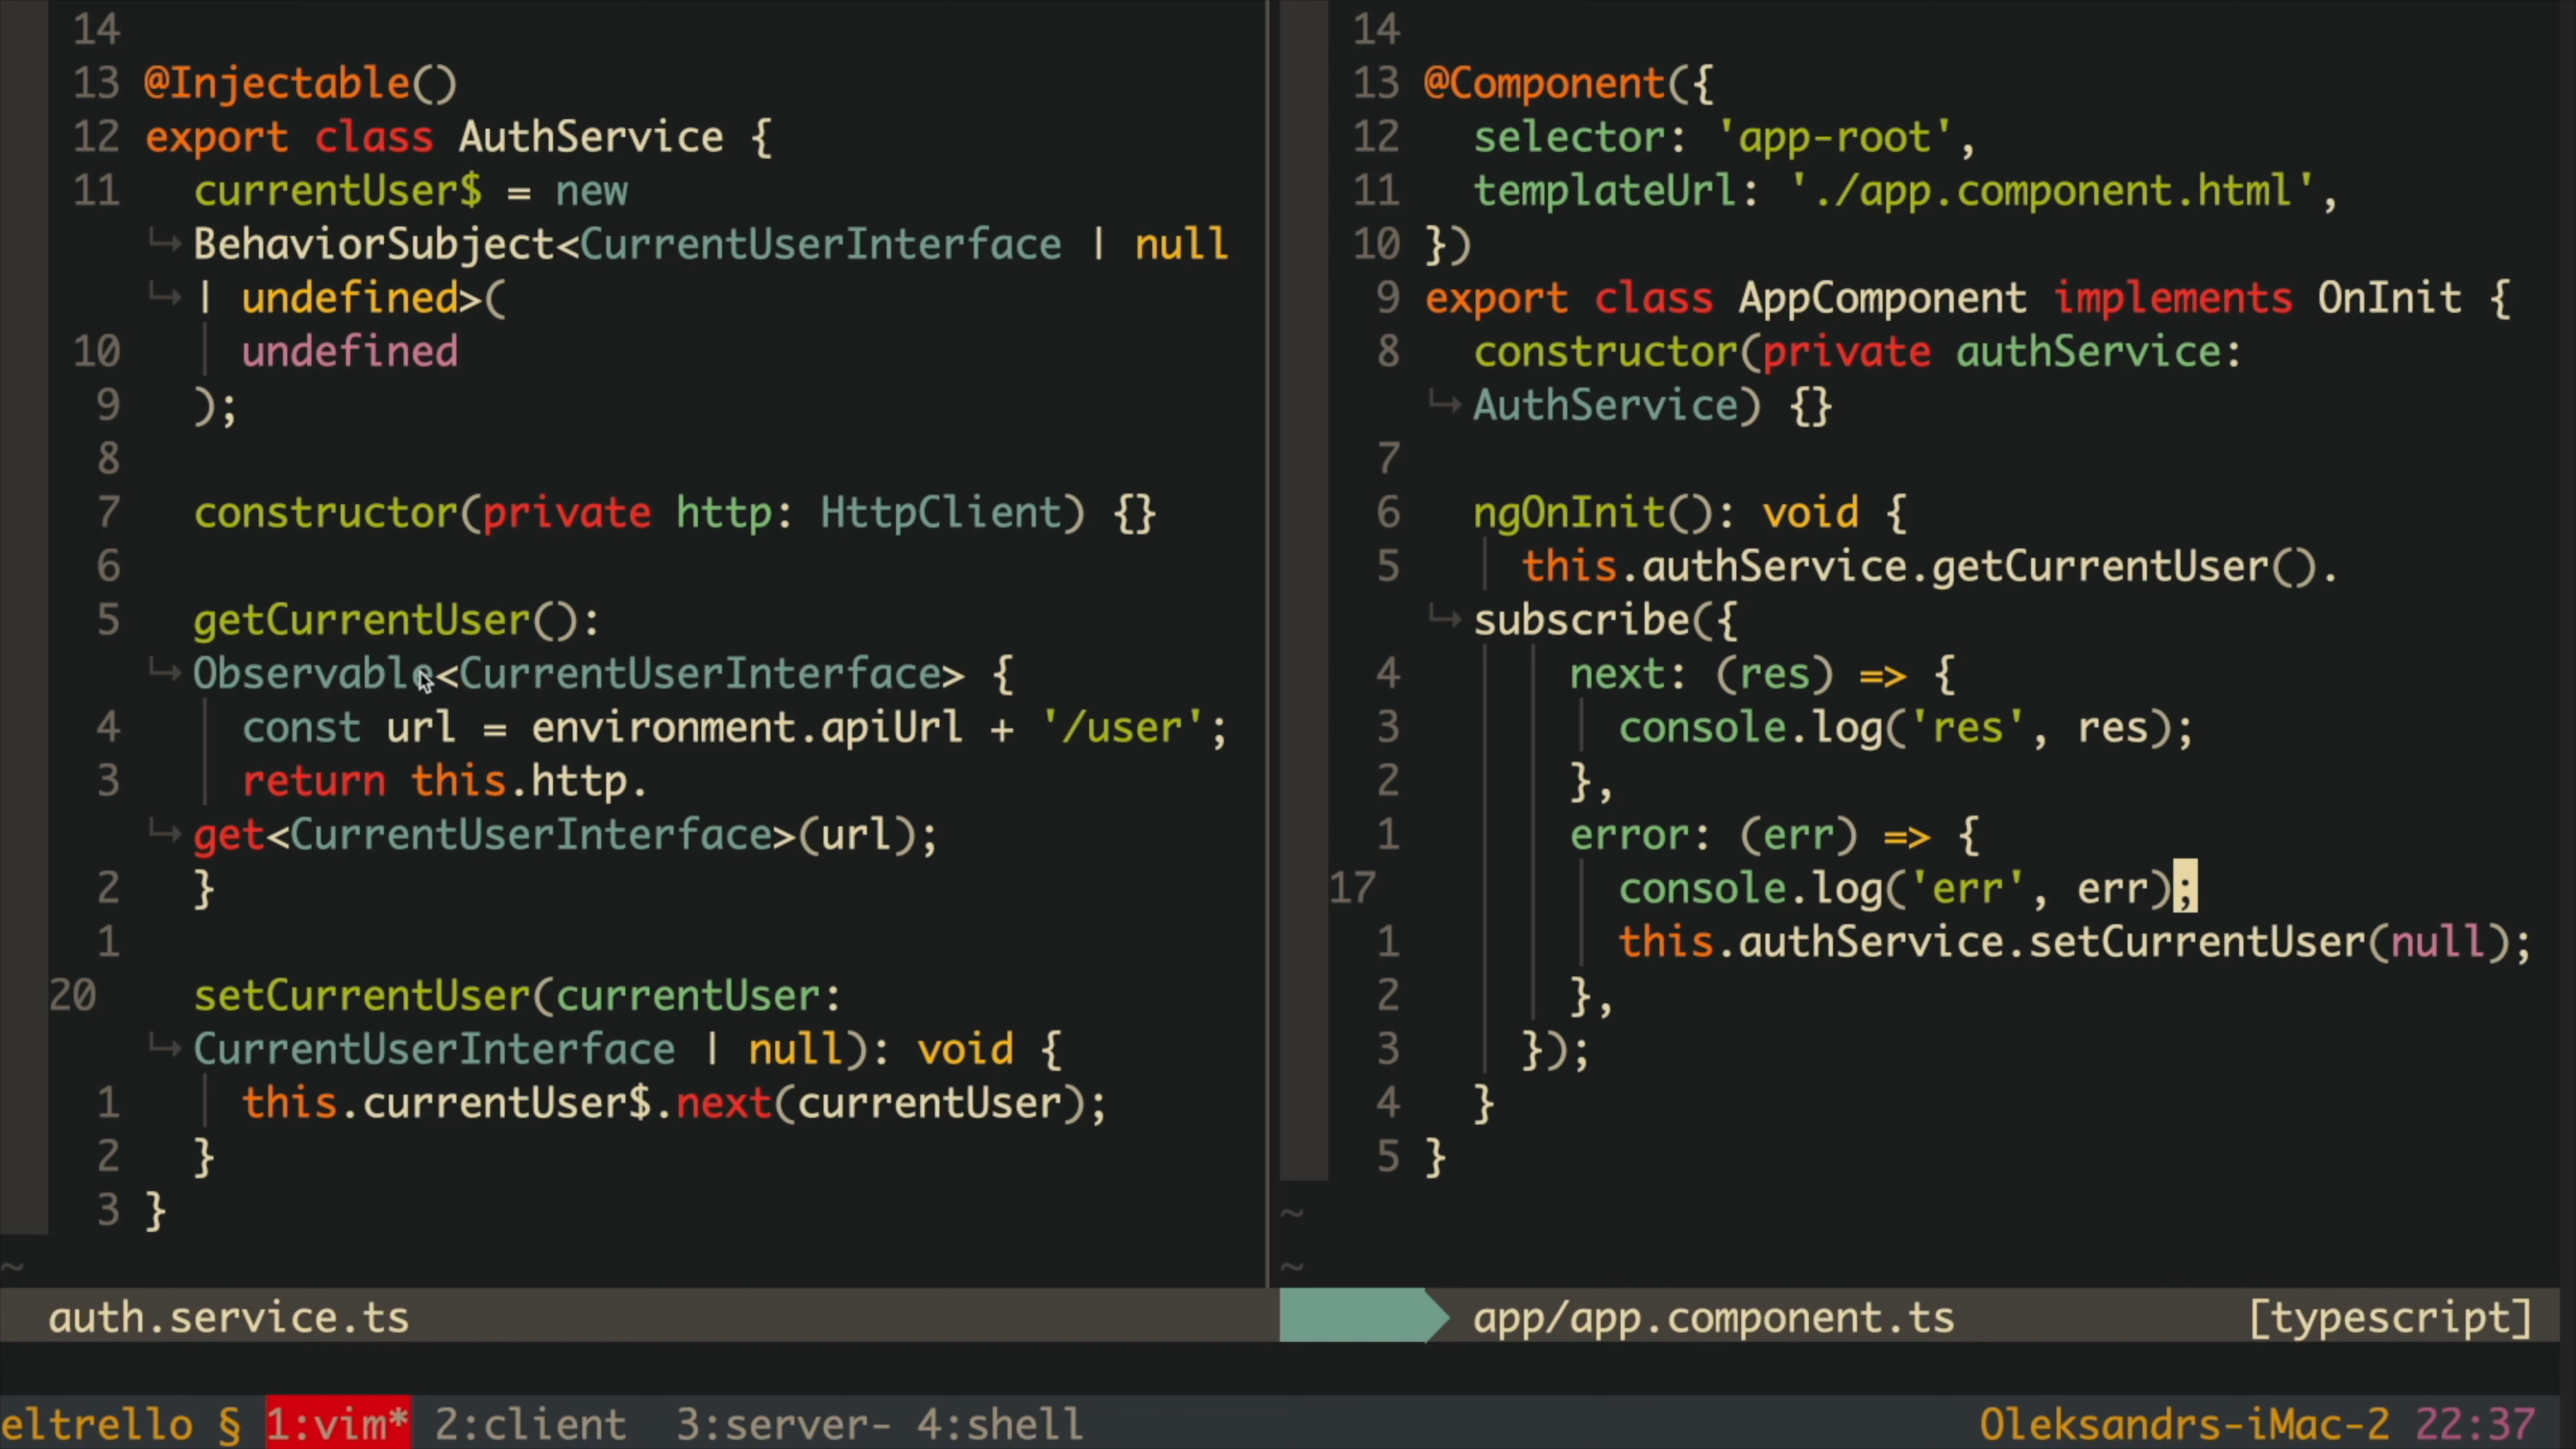 14
13 @Injectable()
12 export class AuthService {
11 currentUser$ = new
↪ BehaviorSubject<CurrentUserInterface | null
↪ | undefined>(
10 undefined
9 );
8
7 constructor(private http: HttpClient) {}
6
5 getCurrentUser():
↪ Observable<CurrentUserInterface> {
4 const url = environment.apiUrl + '/user';
3 return this.http.
↪ get<CurrentUserInterface>(url);
2 }
1
20 setCurrentUser(currentUser:
↪ CurrentUserInterface | null): void {
1 this.currentUser$.next(currentUser);
2 }
3 }
~
auth.service.ts
14
13 @Component({
12 selector: 'app-root',
11 templateUrl: './app.component.html',
10 })
9 export class AppComponent implements OnInit {
8 constructor(private authService:
↪ AuthService) {}
7
6 ngOnInit(): void {
5 this.authService.getCurrentUser().
↪ subscribe({
4 next: (res) => {
3 console.log('res', res);
2 },
1 error: (err) => {
17 console.log('err', err);
1 this.authService.setCurrentUser(null);
2 },
3 });
4 }
5 }
~
~
app/app.component.ts [typescript]
eltrello § 1:vim* 2:client 3:server- 4:shell Oleksandrs-iMac-2 22:37